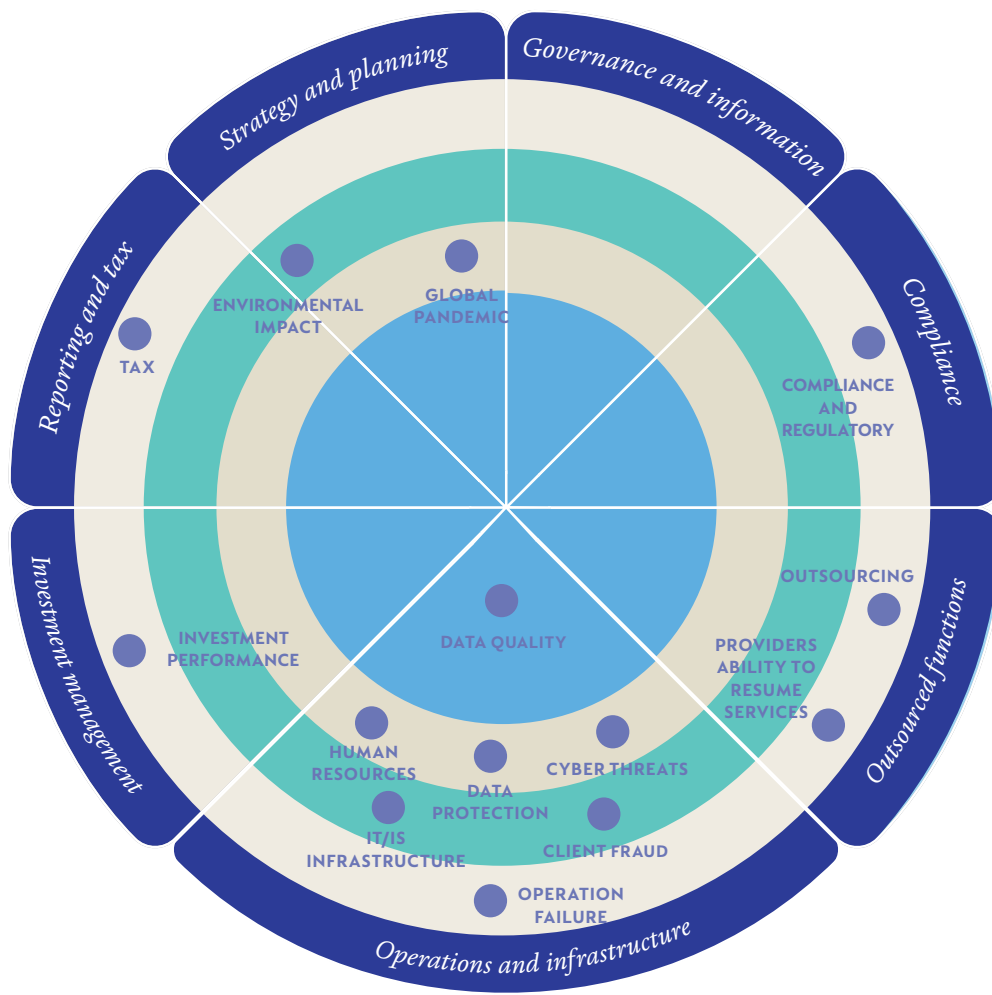 Strategy and planning
Governance and information
Reporting and tax
Compliance
ENVIRONMENTAL
IMPACT
GLOBAL
PANDEMIC
TAX
COMPLIANCE
AND
REGULATORY
Investment management
Outsourced functions
OUTSOURCING
INVESTMENT
PERFORMANCE
DATA QUALITY
PROVIDERS
ABILITY TO
RESUME
SERVICES
HUMAN
RESOURCES
DATA
PROTECTION
CYBER THREATS
IT/IS
INFRASTRUCTURE
CLIENT FRAUD
OPERATION
FAILURE
Operations and infrastructure